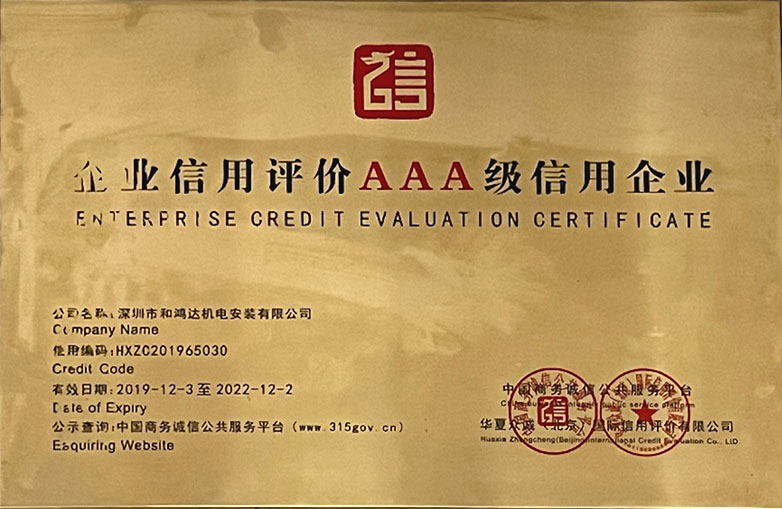 信
企业信用评价AAA级信用企业
ENTERPRISE CREDIT EVALUATION CERTIFICATE
公司名称:深圳市和鸿达机电安装有限公司
Company Name
信用编码:HXZC201965030
Credit Code
有效日期:2019-12-3 至 2022-12-2
Date of Expiry
公示查询:中国商务诚信公共服务平台(www.315gov.cn)
Esquiring Website
中国商务诚信公共服务平台
public service platform
华夏众诚(北京)国际信用评价有限公司
Huaxia Zhongcheng(Beijing)International Credit Evaluation Co., LTD